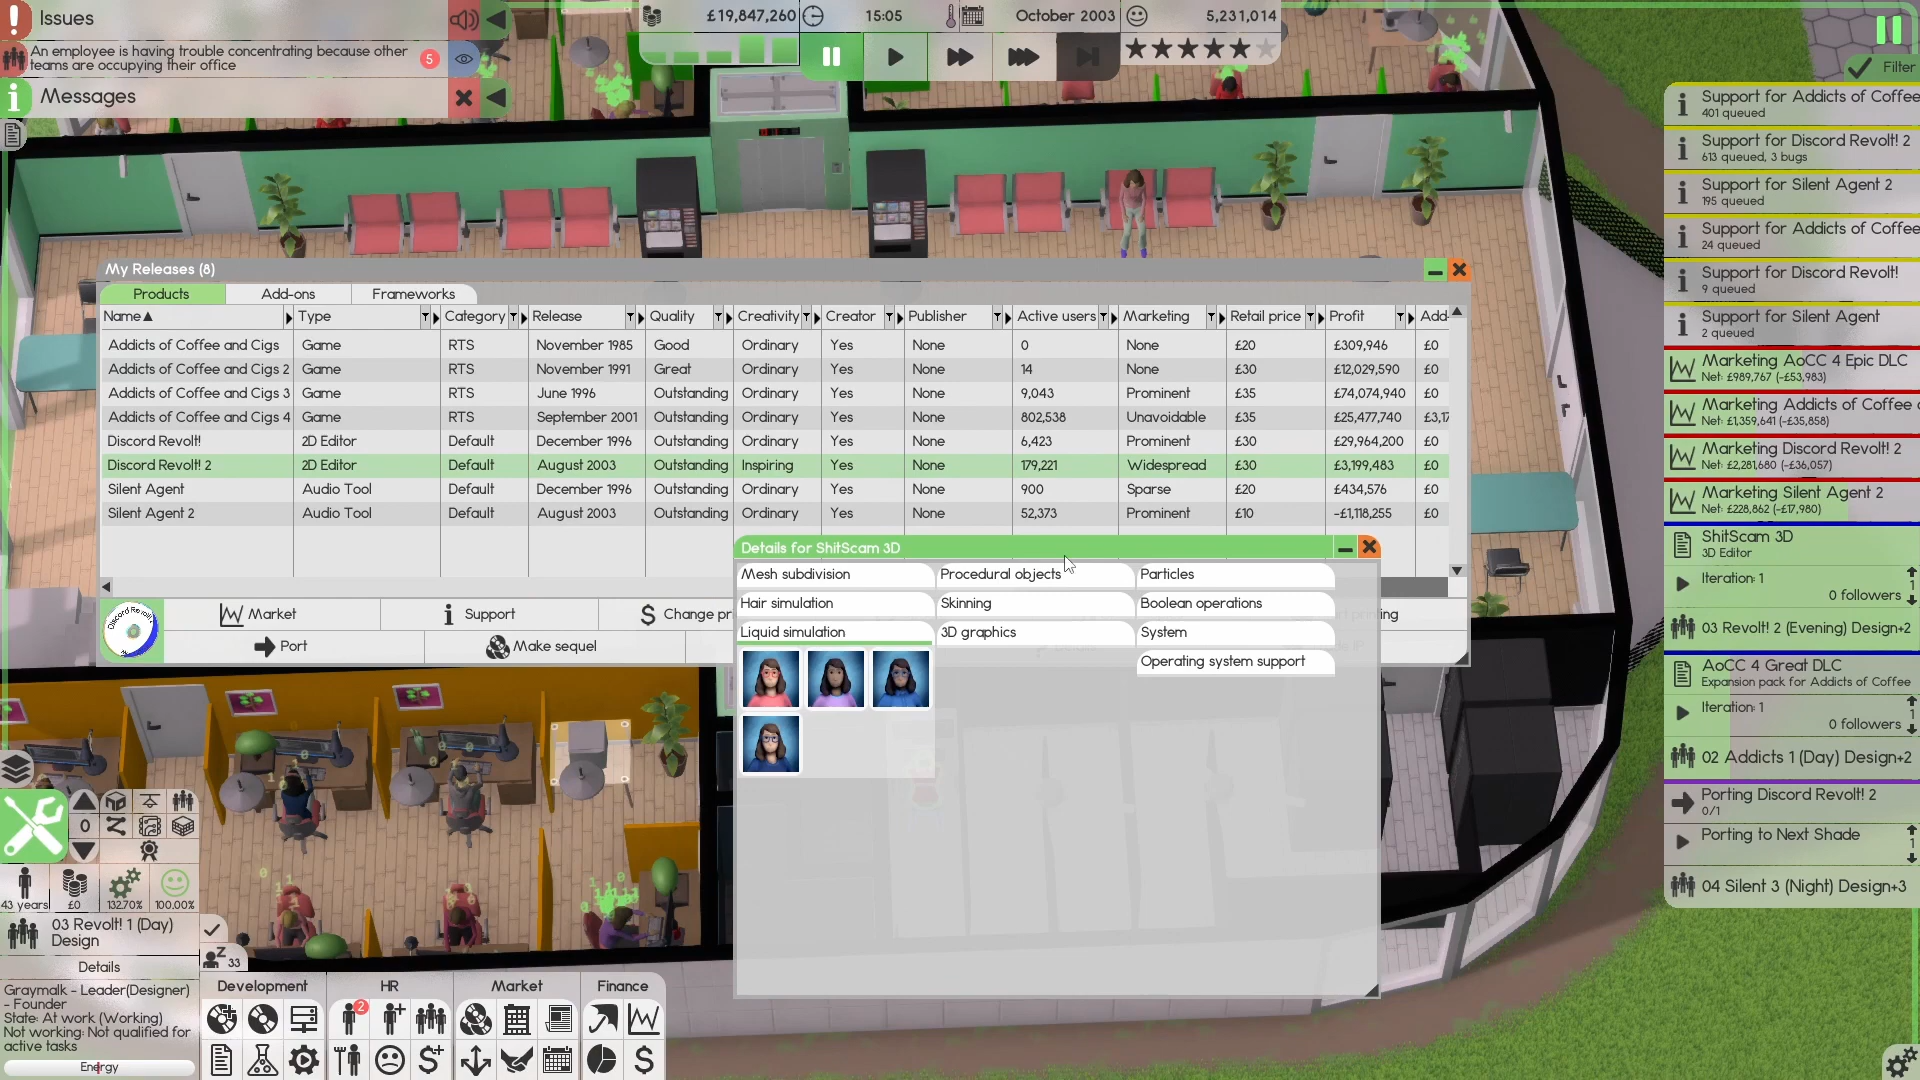 Issues
An employee is having trouble concentrating because other
teams are occupying their office
5
Messages
£19,847,260
15:05
October 2003
5,231,014
Filter
Support for Addicts of Coffee
401 queued
Support for Discord Revolt! 2
613 queued, 3 bugs
Support for Silent Agent 2
195 queued
Support for Addicts of Coffee
24 queued
Support for Discord Revolt!
9 queued
Support for Silent Agent
2 queued
Marketing AoCC 4 Epic DLC
Net: £989,767 (-£53,983)
Marketing Addicts of Coffee
Net: £1,359,641 (-£35,858)
Marketing Discord Revolt! 2
Net: £2,281,680 (-£36,057)
Marketing Silent Agent 2
Net: £228,862 (-£17,980)
ShitScam 3D
3D Editor
Iteration: 1
1
0 followers
03 Revolt! 2 (Evening) Design+2
AoCC 4 Great DLC
Expansion pack for Addicts of Coffee
Iteration: 1
1
0 followers
02 Addicts 1 (Day) Design+2
Porting Discord Revolt! 2
0/1
Porting to Next Shade
1
04 Silent 3 (Night) Design+3
My Releases (8)
Products Add-ons Frameworks
Name Type Category Release Quality Creativity Creator Publisher Active users Marketing Retail price Profit Add-
Addicts of Coffee and Cigs Game RTS November 1985 Good Ordinary Yes None 0 None £20 £309,946 £0
Addicts of Coffee and Cigs 2 Game RTS November 1991 Great Ordinary Yes None 14 None £30 £12,029,590 £0
Addicts of Coffee and Cigs 3 Game RTS June 1996 Outstanding Ordinary Yes None 9,043 Prominent £35 £74,074,940 £0
Addicts of Coffee and Cigs 4 Game RTS September 2001 Outstanding Ordinary Yes None 802,538 Unavoidable £35 £25,477,740 £3,17
Discord Revolt! 2D Editor Default December 1996 Outstanding Ordinary Yes None 6,423 Prominent £30 £29,964,200 £0
Discord Revolt! 2 2D Editor Default August 2003 Outstanding Inspiring Yes None 179,221 Widespread £30 £3,199,483 £0
Silent Agent Audio Tool Default December 1996 Outstanding Ordinary Yes None 900 Sparse £20 £434,576 £0
Silent Agent 2 Audio Tool Default August 2003 Outstanding Ordinary Yes None 52,373 Prominent £10 -£1,118,255 £0
Market Support Change pr
Port Make sequel
Details for ShitScam 3D
Mesh subdivision Procedural objects Particles
Hair simulation Skinning Boolean operations
Liquid simulation 3D graphics System
Operating system support
0
43 years £0 132.70% 100.00%
03 Revolt! 1 (Day)
Design
33
Details
Graymalk - Leader(Designer)
- Founder
State: At work (Working)
Not working: Not qualified for
active tasks
Energy
Development HR Market Finance
2